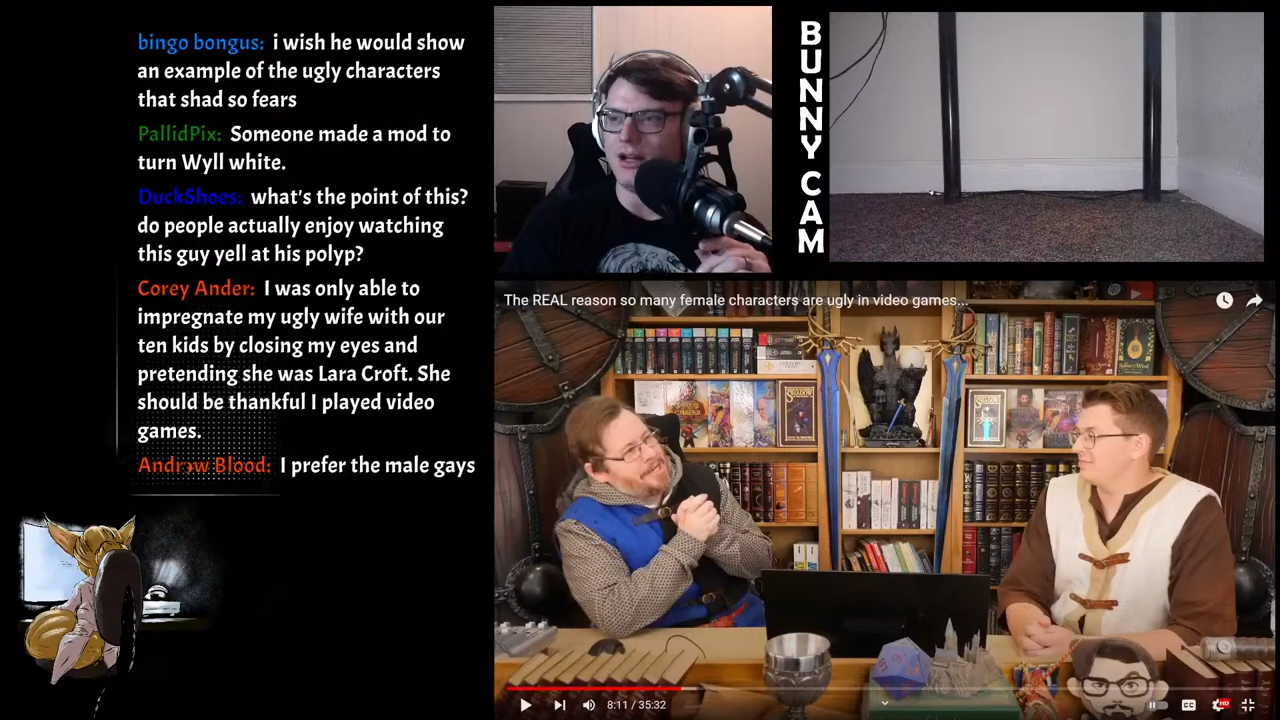 bingo bongus: i wish he would show
an example of the ugly characters
that shad so fears
PallidPix: Someone made a mod to
turn Wyll white.
DuckShoes: what's the point of this?
do people actually enjoy watching
this guy yell at his polyp?
Corey Ander: I was only able to
impregnate my ugly wife with our
ten kids by closing my eyes and
pretending she was Lara Croft. She
should be thankful I played video
games.
Andrew Blood: I prefer the male gays
BUNNY CAM
The REAL reason so many female characters are ugly in video games...
8:11 / 35:32
CC
HD